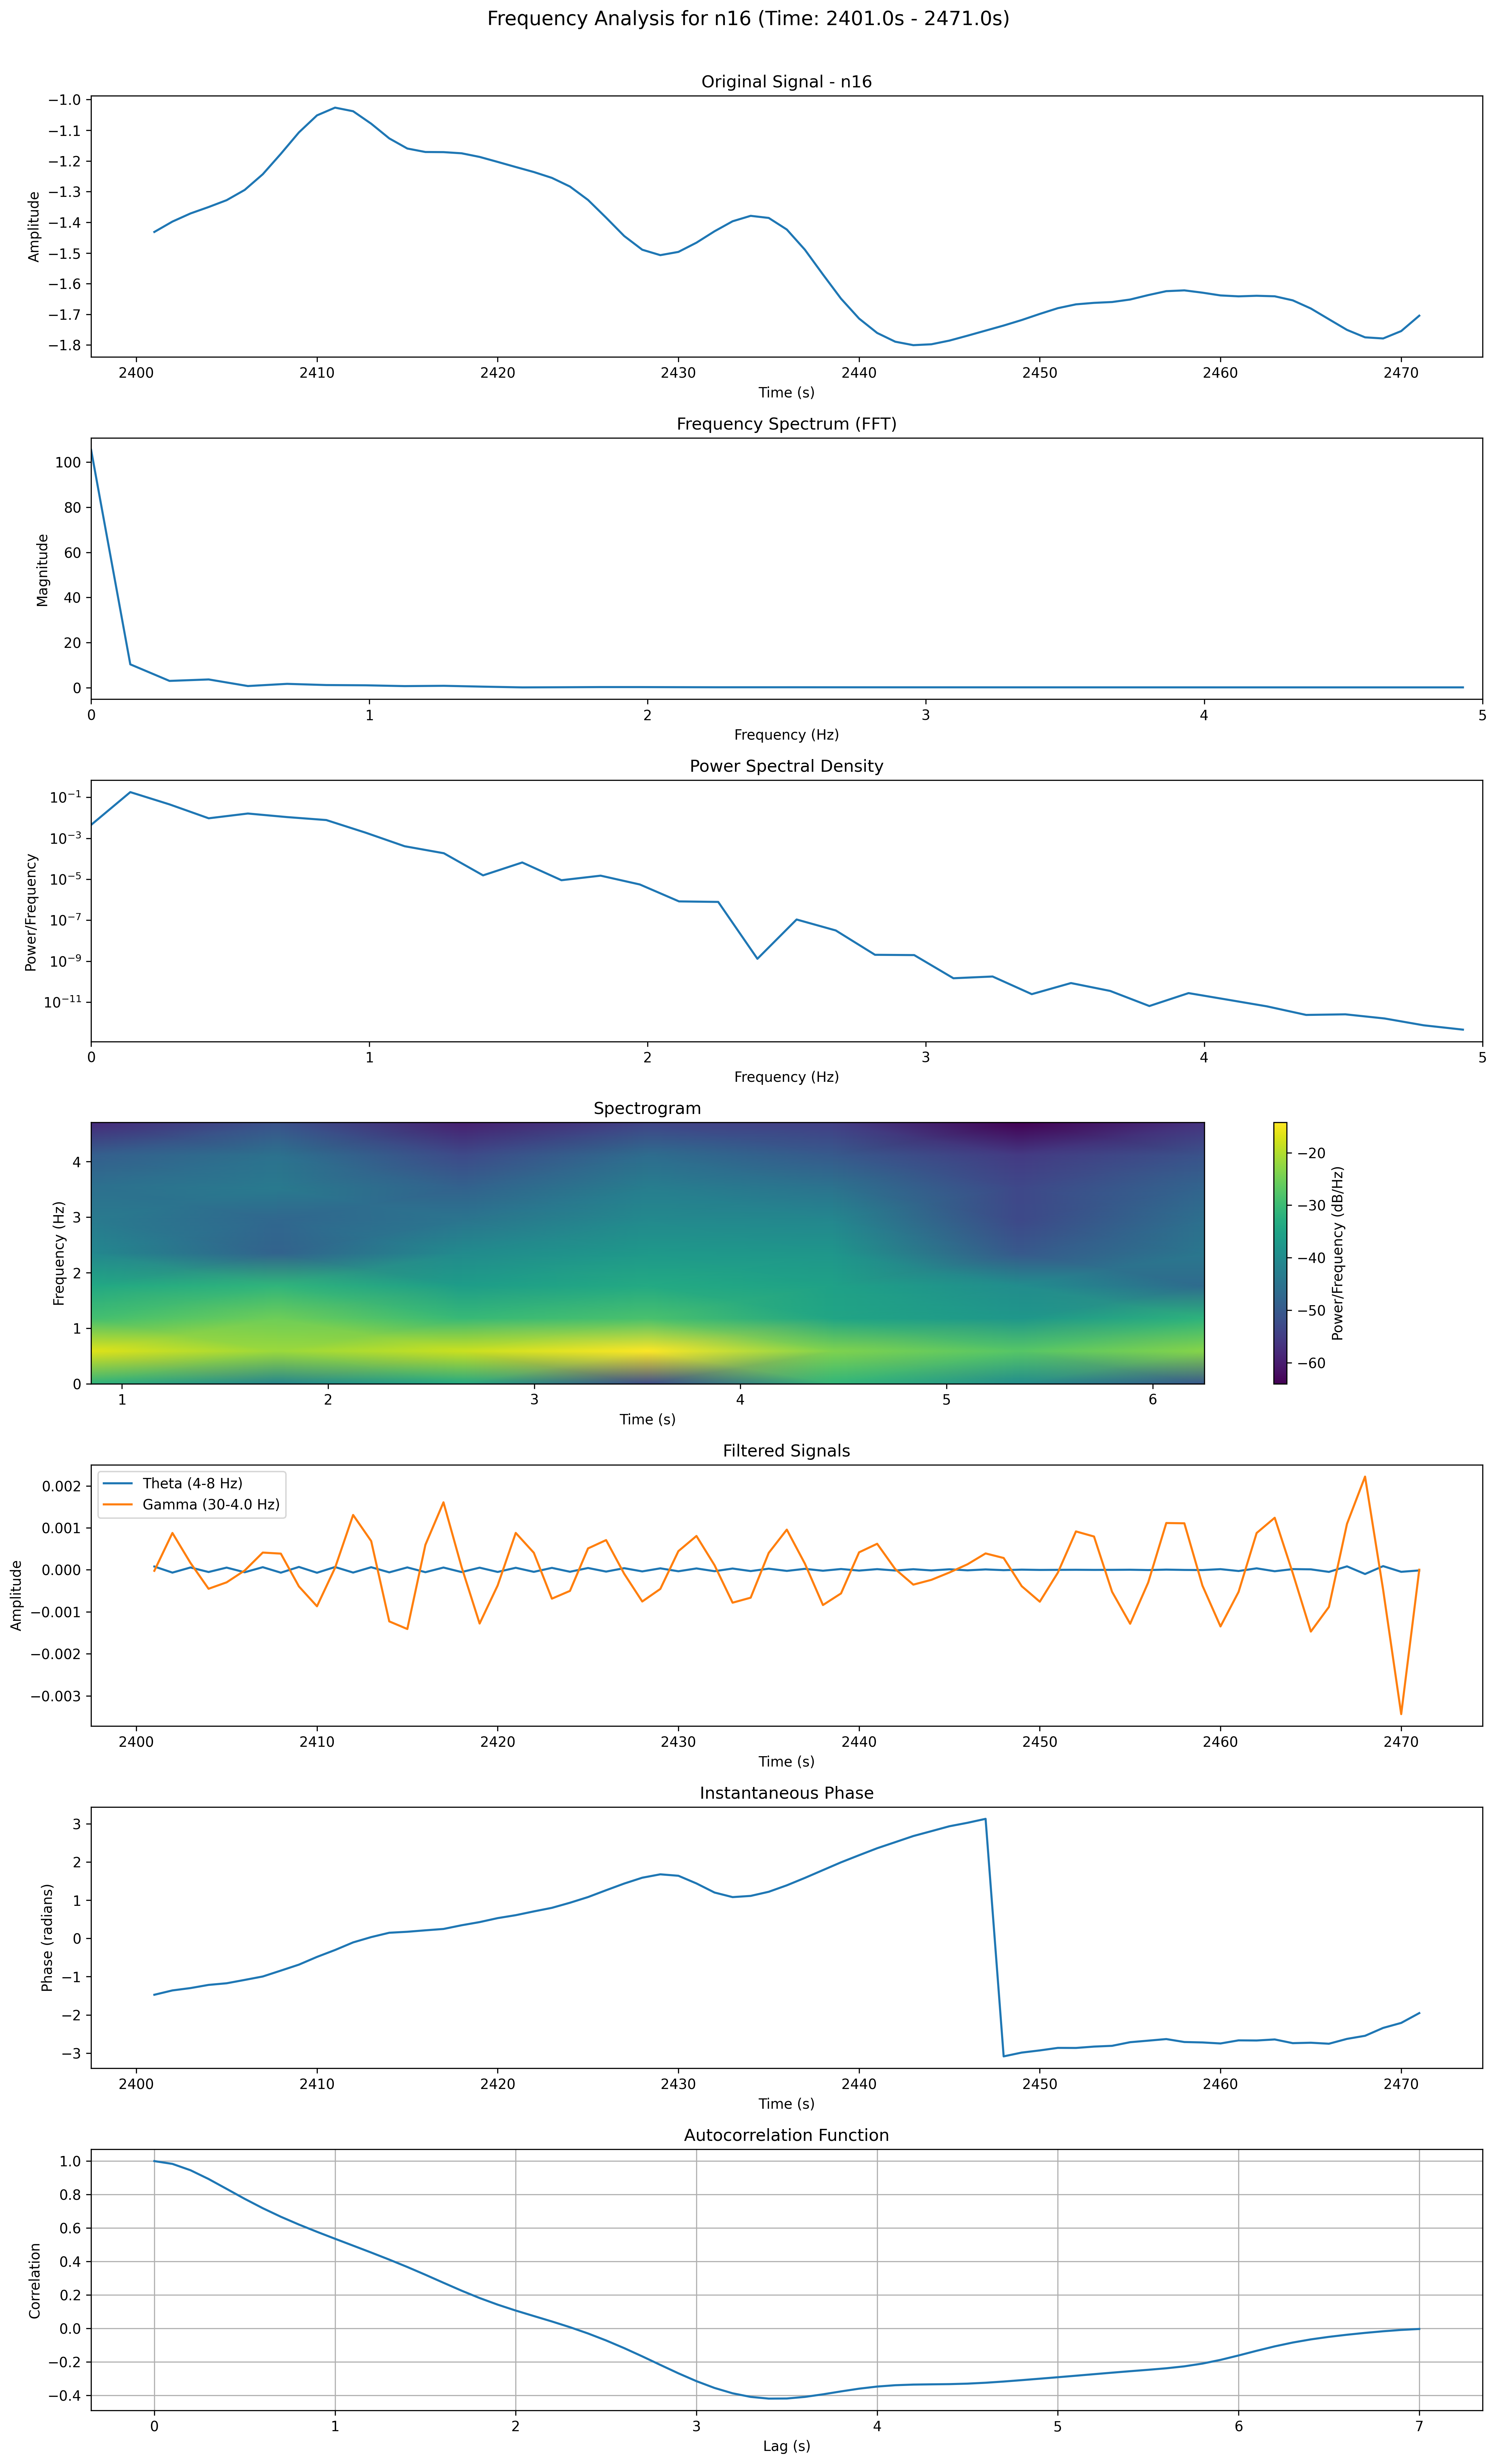 Frequency Analysis for n16 (Time: 2401.0s - 2471.0s)
Original Signal - n16
Amplitude
−1.0
−1.1
−1.2
−1.3
−1.4
−1.5
−1.6
−1.7
−1.8
2400 2410 2420 2430 2440 2450 2460 2470
Time (s)
Frequency Spectrum (FFT)
Magnitude
100
80
60
40
20
0
0 1 2 3 4 5
Frequency (Hz)
Power Spectral Density
Power/Frequency
10⁻¹
10⁻³
10⁻⁵
10⁻⁷
10⁻⁹
10⁻¹¹
0 1 2 3 4 5
Frequency (Hz)
Spectrogram
Frequency (Hz)
4
3
2
1
0
1 2 3 4 5 6
Time (s)
−20
−30
−40
−50
−60
Power/Frequency (dB/Hz)
Filtered Signals
Theta (4-8 Hz)
Gamma (30-4.0 Hz)
Amplitude
0.002
0.001
0.000
−0.001
−0.002
−0.003
2400 2410 2420 2430 2440 2450 2460 2470
Time (s)
Instantaneous Phase
Phase (radians)
3
2
1
0
−1
−2
−3
2400 2410 2420 2430 2440 2450 2460 2470
Time (s)
Autocorrelation Function
Correlation
1.0
0.8
0.6
0.4
0.2
0.0
−0.2
−0.4
0 1 2 3 4 5 6 7
Lag (s)